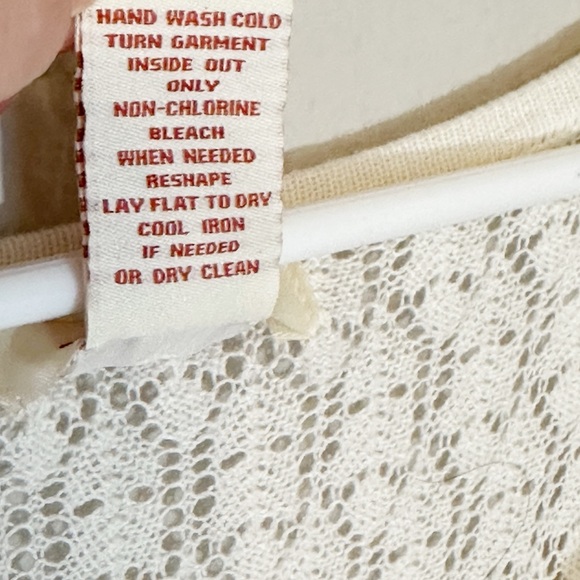 HAND WASH COLD
TURN GARMENT
INSIDE OUT
ONLY
NON-CHLORINE
BLEACH
WHEN NEEDED
RESHAPE
LAY FLAT TO DRY
COOL IRON
IF NEEDED
OR DRY CLEAN